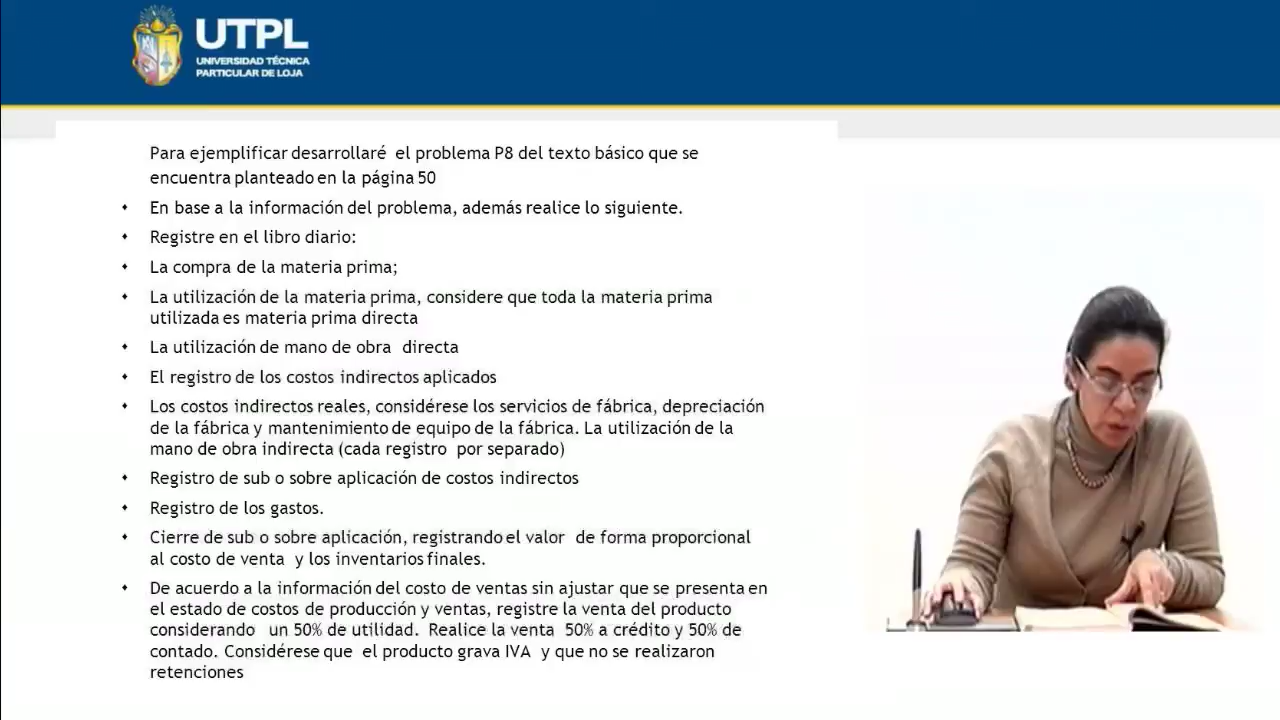 UTPL
UNIVERSIDAD TÉCNICA
PARTICULAR DE LOJA
Para ejemplificar desarrollaré el problema P8 del texto básico que se
encuentra planteado en la página 50
En base a la información del problema, además realice lo siguiente.
Registre en el libro diario:
La compra de la materia prima;
La utilización de la materia prima, considere que toda la materia prima
utilizada es materia prima directa
La utilización de mano de obra directa
El registro de los costos indirectos aplicados
Los costos indirectos reales, considérese los servicios de fábrica, depreciación
de la fábrica y mantenimiento de equipo de la fábrica. La utilización de la
mano de obra indirecta (cada registro por separado)
Registro de sub o sobre aplicación de costos indirectos
Registro de los gastos.
Cierre de sub o sobre aplicación, registrando el valor de forma proporcional
al costo de venta y los inventarios finales.
De acuerdo a la información del costo de ventas sin ajustar que se presenta en
el estado de costos de producción y ventas, registre la venta del producto
considerando un 50% de utilidad. Realice la venta 50% a crédito y 50% de
contado. Considérese que el producto grava IVA y que no se realizaron
retenciones